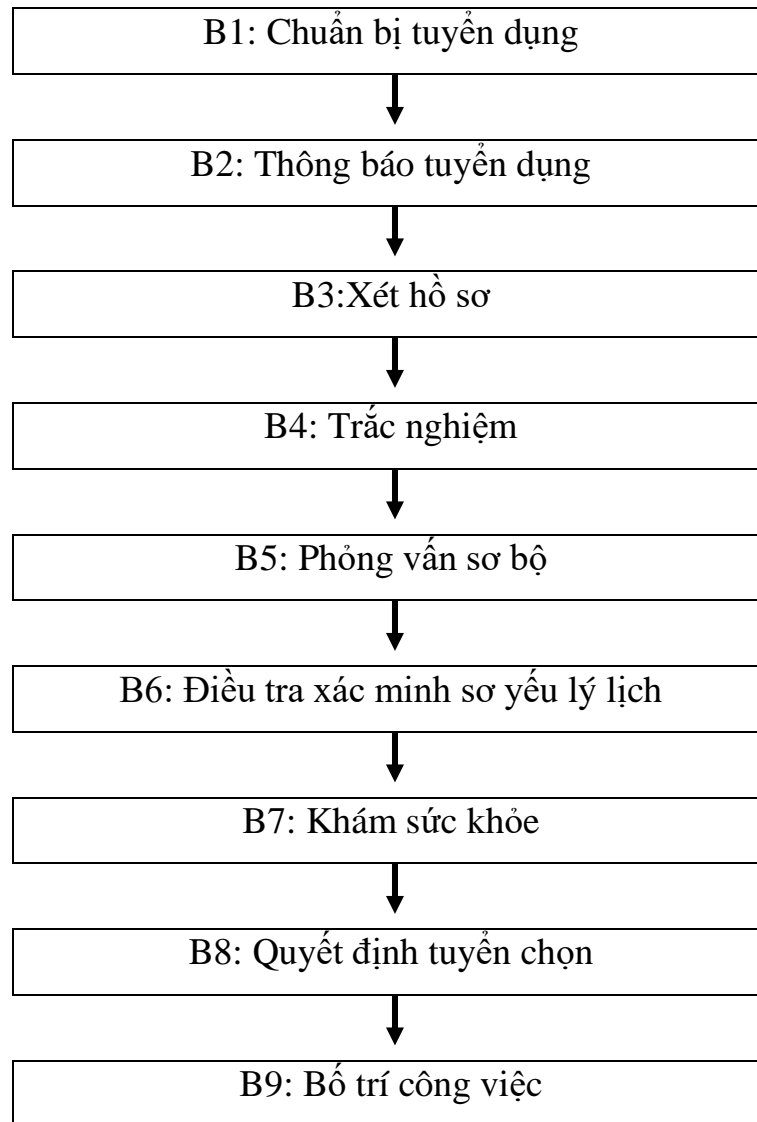 B1: Chuẩn bị tuyển dụng
B2: Thông báo tuyển dụng
B3:Xét hồ sơ
B4: Trắc nghiệm
B5: Phỏng vấn sơ bộ
B6: Điều tra xác minh sơ yếu lý lịch
B7: Khám sức khỏe
B8: Quyết định tuyển chọn
B9: Bố trí công việc